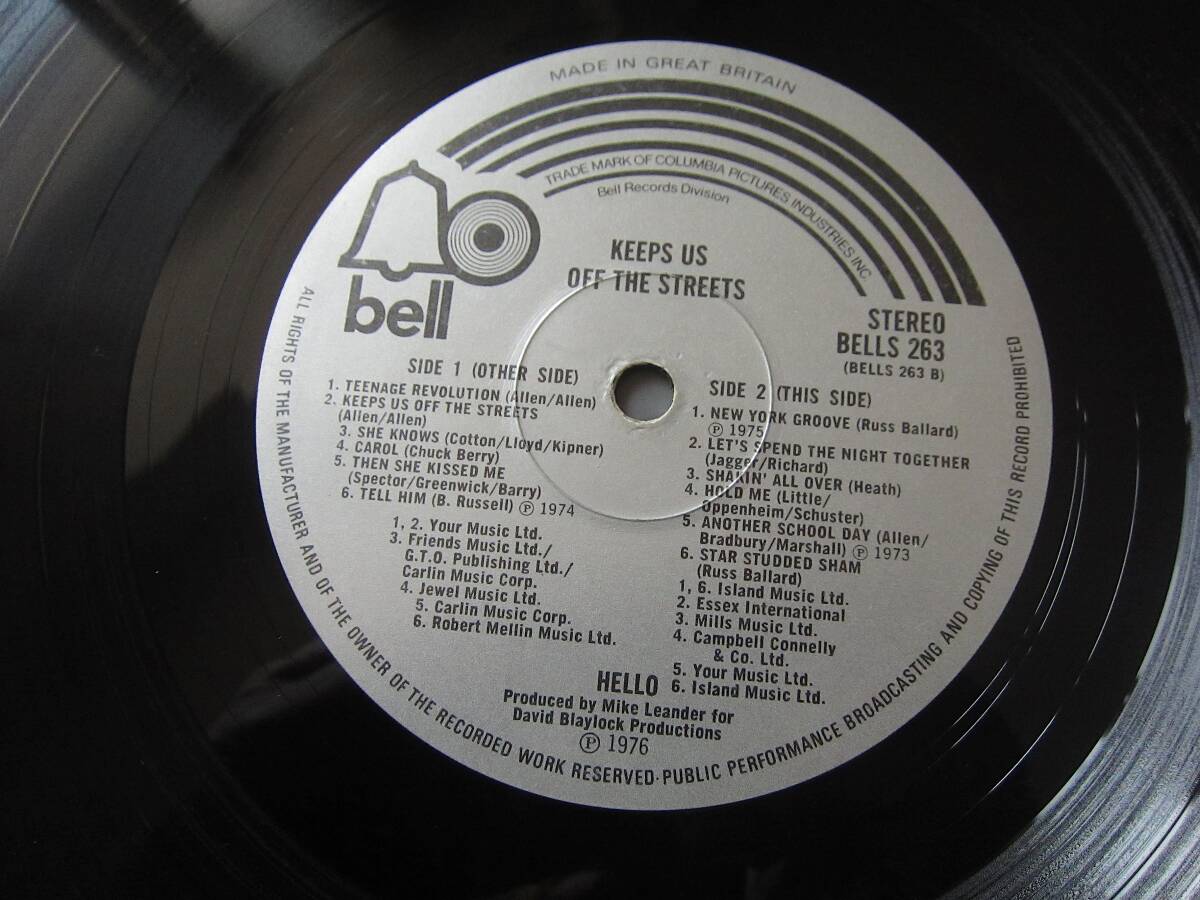 MADE IN GREAT BRITAIN
TRADE MARK OF COLUMBIA PICTURES INDUSTRIES INC
Bell Records Division
bell
KEEPS US
OFF THE STREETS
STEREO
BELLS 263
(BELLS 263 B)
SIDE 1 (OTHER SIDE)
1. TEENAGE REVOLUTION (Allen/Allen)
2. KEEPS US OFF THE STREETS
(Allen/Allen)
3. SHE KNOWS (Cotton/Lloyd/Kipner)
4. CAROL (Chuck Berry)
5. THEN SHE KISSED ME
(Spector/Greenwick/Barry)
6. TELL HIM (B. Russell) ℗ 1974
1, 2. Your Music Ltd.
3. Friends Music Ltd./
G.T.O. Publishing Ltd./
Carlin Music Corp.
4. Jewel Music Ltd.
5. Carlin Music Corp.
6. Robert Mellin Music Ltd.
SIDE 2 (THIS SIDE)
1. NEW YORK GROOVE (Russ Ballard)
℗ 1975
2. LET'S SPEND THE NIGHT TOGETHER
(Jagger/Richard)
3. SHAKIN' ALL OVER (Heath)
4. HOLD ME (Little/
Oppenheim/Schuster)
5. ANOTHER SCHOOL DAY (Allen/
Bradbury/Marshall) ℗ 1973
6. STAR STUDDED SHAM
(Russ Ballard)
1, 6. Island Music Ltd.
2. Essex International
3. Mills Music Ltd.
4. Campbell Connelly
& Co. Ltd.
5. Your Music Ltd.
6. Island Music Ltd.
HELLO
Produced by Mike Leander for
David Blaylock Productions
℗ 1976
ALL RIGHTS OF THE MANUFACTURER AND OF THE OWNER OF THE RECORDED WORK RESERVED·PUBLIC PERFORMANCE BROADCASTING AND COPYING OF THIS RECORD PROHIBITED